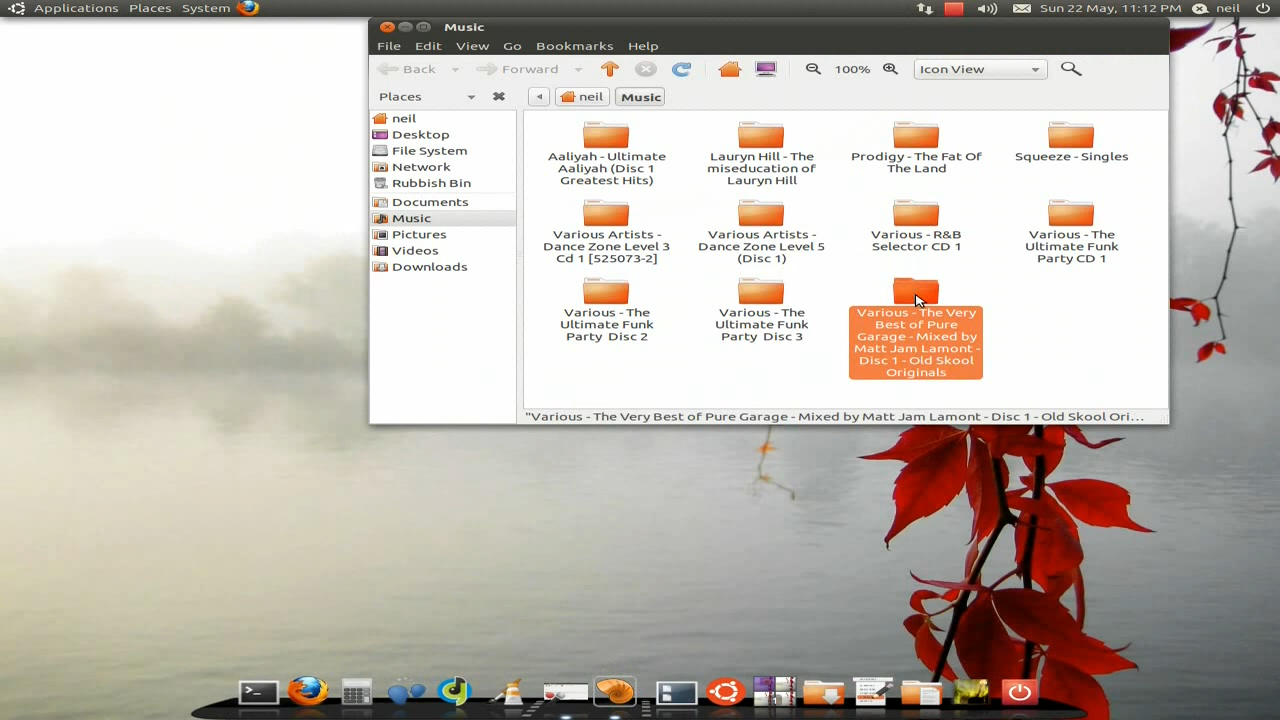 Applications Places System
Sun 22 May, 11:12 PM neil
Music
File Edit View Go Bookmarks Help
Back Forward 100% Icon View
Places neil Music
neil
Desktop
File System
Network
Rubbish Bin
Documents
Music
Pictures
Videos
Downloads
Aaliyah - Ultimate
Aaliyah (Disc 1
Greatest Hits)
Lauryn Hill - The
miseducation of
Lauryn Hill
Prodigy - The Fat Of
The Land
Squeeze - Singles
Various Artists -
Dance Zone Level 3
Cd 1 [525073-2]
Various Artists -
Dance Zone Level 5
(Disc 1)
Various - R&B
Selector CD 1
Various - The
Ultimate Funk
Party CD 1
Various - The
Ultimate Funk
Party Disc 2
Various - The
Ultimate Funk
Party Disc 3
Various - The Very
Best of Pure
Garage - Mixed by
Matt Jam Lamont -
Disc 1 - Old Skool
Originals
"Various - The Very Best of Pure Garage - Mixed by Matt Jam Lamont - Disc 1 - Old Skool Ori...